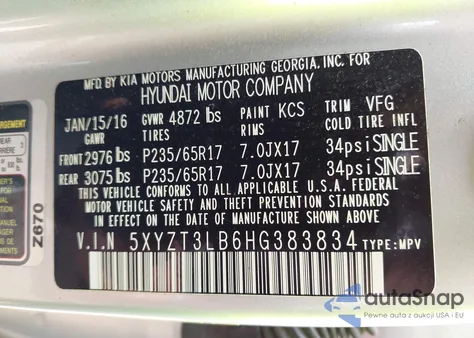 MFD. BY KIA MOTORS MANUFACTURING GEORGIA, INC. FOR
HYUNDAI MOTOR COMPANY
JAN/15/16 GVWR 4872 lbs PAINT KCS TRIM VFG
GAWR TIRES RIMS COLD TIRE INFL
FRONT 2976 lbs P235/65R17 7.0JX17 34psi SINGLE
REAR 3075 lbs P235/65R17 7.0JX17 34psi SINGLE
THIS VEHICLE CONFORMS TO ALL APPLICABLE U.S.A. FEDERAL
MOTOR VEHICLE SAFETY, BUMPER, AND THEFT PREVENTION STANDARDS
IN EFFECT ON THE DATE OF MANUFACTURE SHOWN ABOVE.
V.I.N 5XYZT3LB6HG383834 TYPE: MPV
Z670
REAR
autaSnap
Pewne auta z aukcji USA i EU